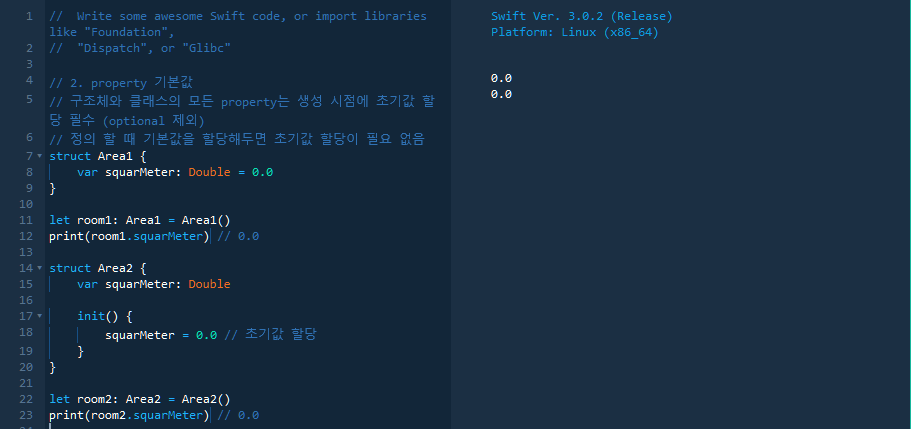 1 //  Write some awesome Swift code, or import libraries
like "Foundation",
2 //  "Dispatch", or "Glibc"
3
4 // 2. property 기본값
5 // 구조체와 클래스의 모든 property는 생성 시점에 초기값 할
당 필수 (optional 제외)
6 // 정의 할 때 기본값을 할당해두면 초기값 할당이 필요 없음
7 struct Area1 {
8     var squarMeter: Double = 0.0
9 }
10
11 let room1: Area1 = Area1()
12 print(room1.squarMeter) // 0.0
13
14 struct Area2 {
15     var squarMeter: Double
16
17     init() {
18         squarMeter = 0.0 // 초기값 할당
19     }
20 }
21
22 let room2: Area2 = Area2()
23 print(room2.squarMeter) // 0.0
Swift Ver. 3.0.2 (Release)
Platform: Linux (x86_64)
0.0
0.0